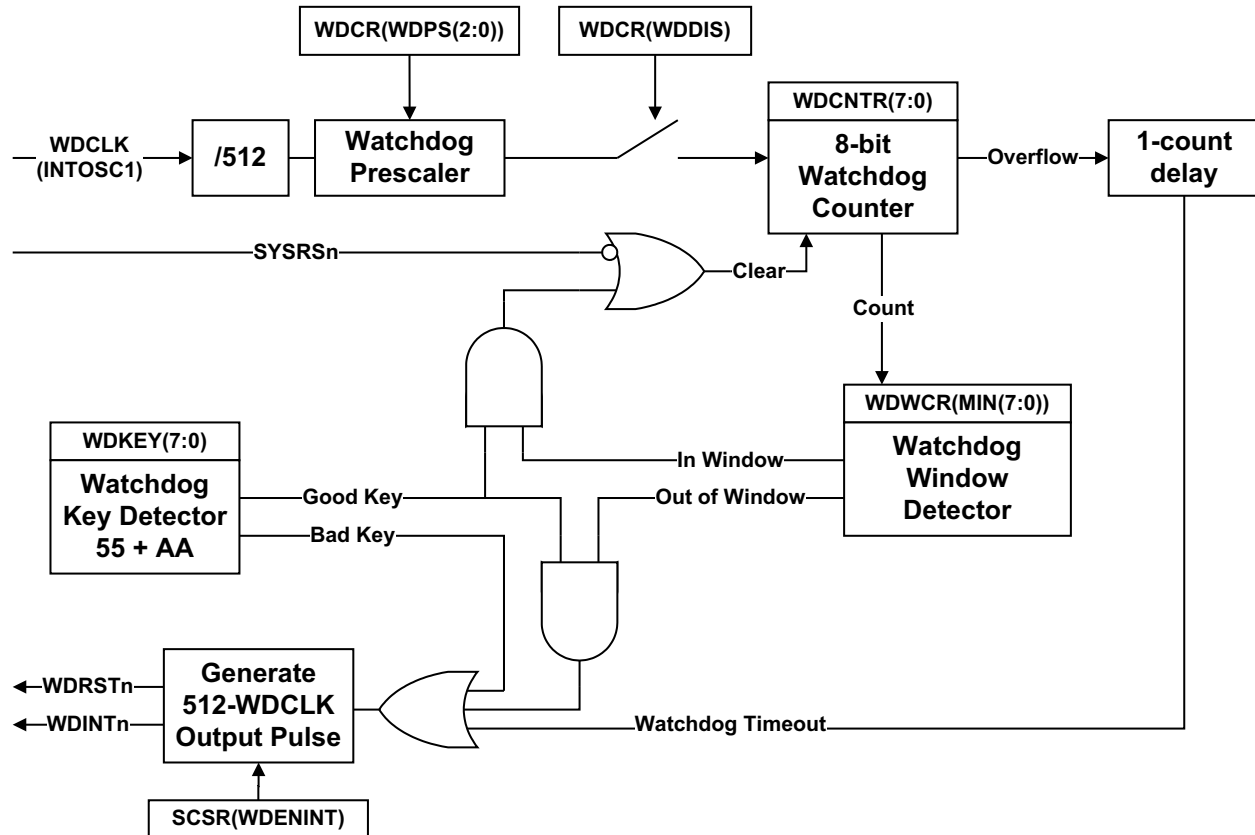 WDCR(WDPS(2:0))
WDCR(WDDIS)
WDCNTR(7:0)
WDCLK
(INTOSC1)
/512
Watchdog
Prescaler
8-bit
Watchdog
Counter
Overflow
1-count
delay
SYSRSn
Clear
Count
WDWCR(MIN(7:0))
Watchdog
Window
Detector
In Window
Out of Window
WDKEY(7:0)
Watchdog
Key Detector
55 + AA
Good Key
Bad Key
WDRSTn
WDINTn
Generate
512-WDCLK
Output Pulse
Watchdog Timeout
SCSR(WDENINT)